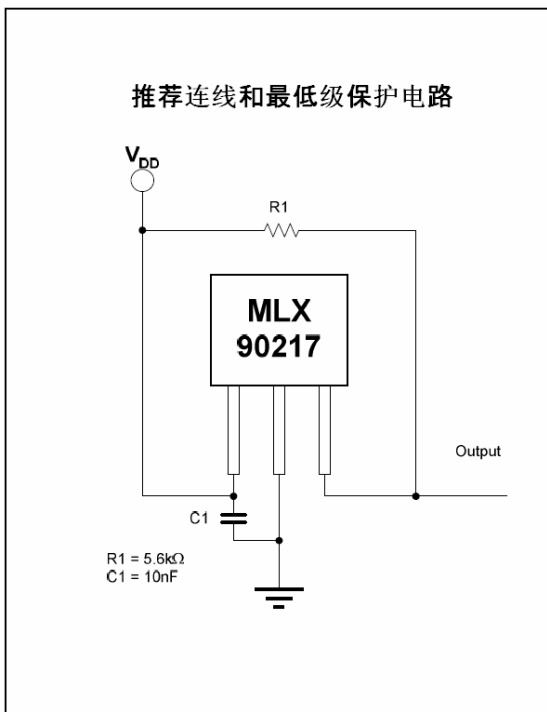 推荐连线和最低级保护电路
VDD
R1
MLX
90217
Output
C1
R1 = 5.6kΩ
C1 = 10nF